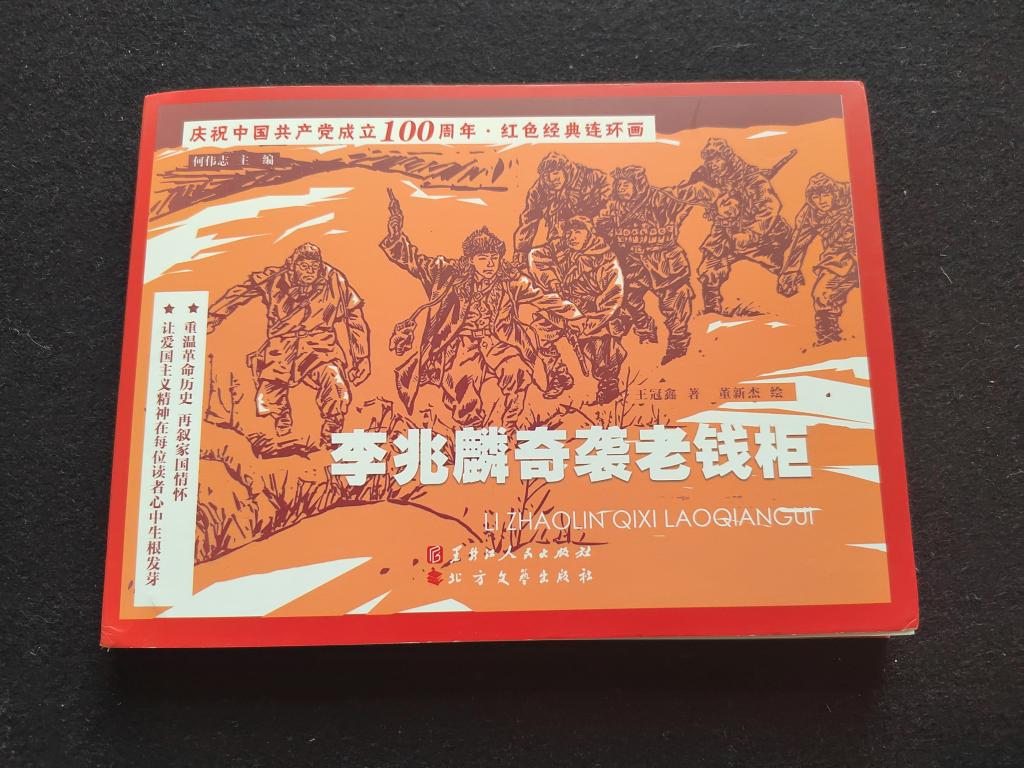 庆祝中国共产党成立100周年·红色经典连环画
何伟志 主 编
★重温革命历史 再叙家国情怀
★让爱国主义精神在每位读者心中生根发芽
王冠鑫 著 董新杰 绘
李兆麟奇袭老钱柜
LI ZHAOLIN QIXI LAOQIANGUI
黑龙江人民出版社
北方文艺出版社